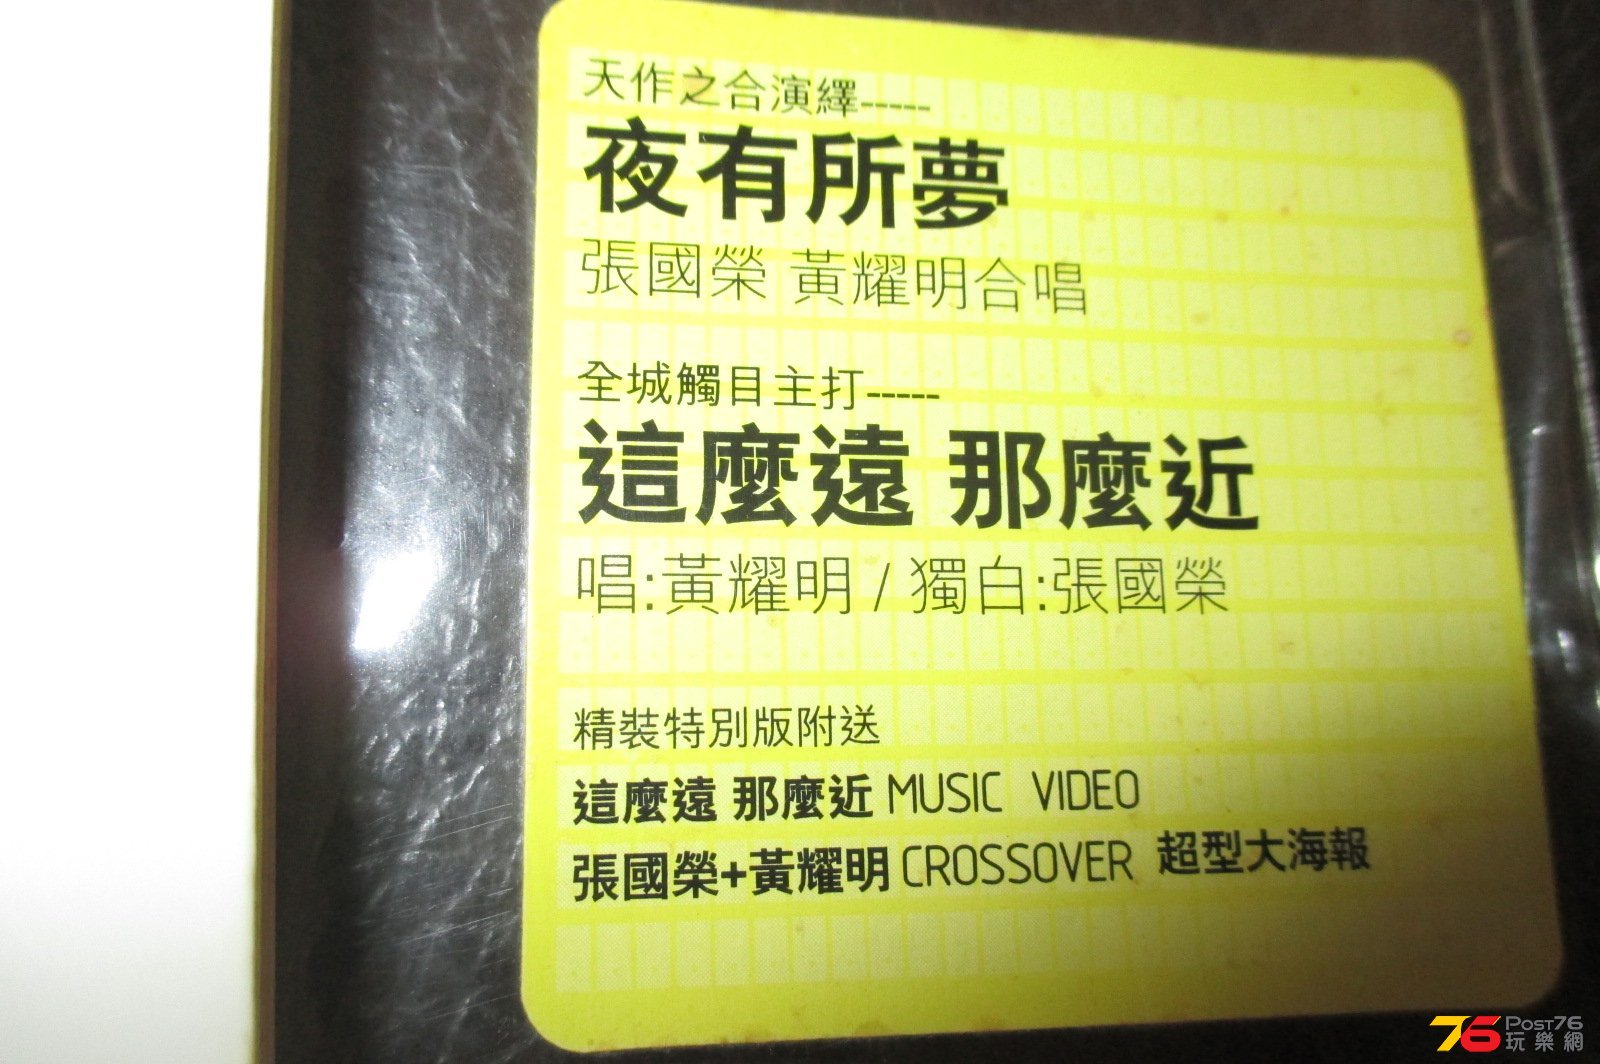 天作之合演繹-----
夜有所夢
張國榮 黃耀明合唱
全城觸目主打-----
這麼遠 那麼近
唱:黃耀明 / 獨白:張國榮
精裝特別版附送
這麼遠 那麼近 MUSIC VIDEO
張國榮+黃耀明 CROSSOVER 超型大海報
76 POST76
玩樂網